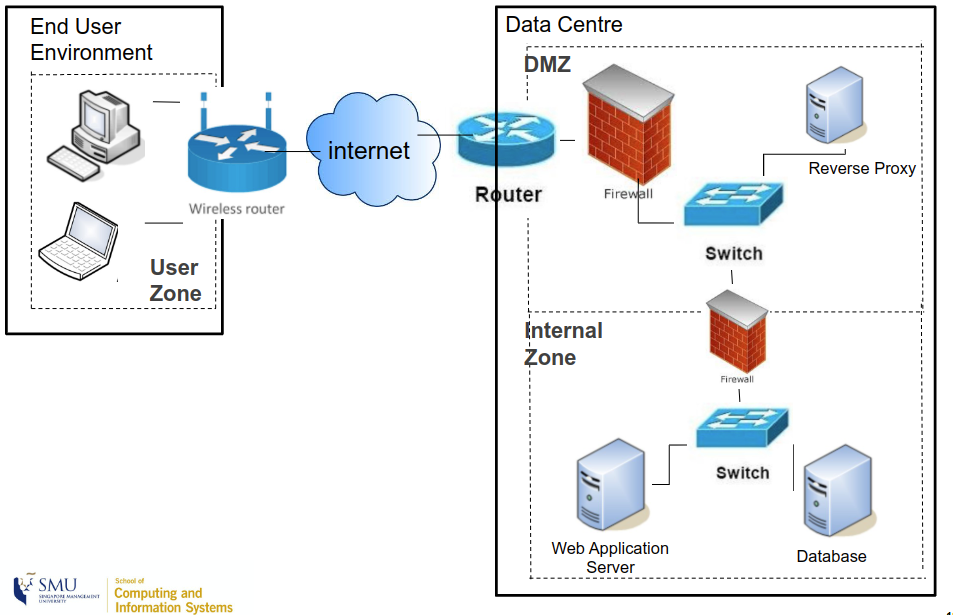 End User
Environment
User
Zone
Wireless router
internet
Router
Data Centre
DMZ
Firewall
Reverse Proxy
Switch
Internal
Zone
Firewall
Switch
Web Application
Server
Database
SMU
SINGAPORE MANAGEMENT
UNIVERSITY
School of
Computing and
Information Systems